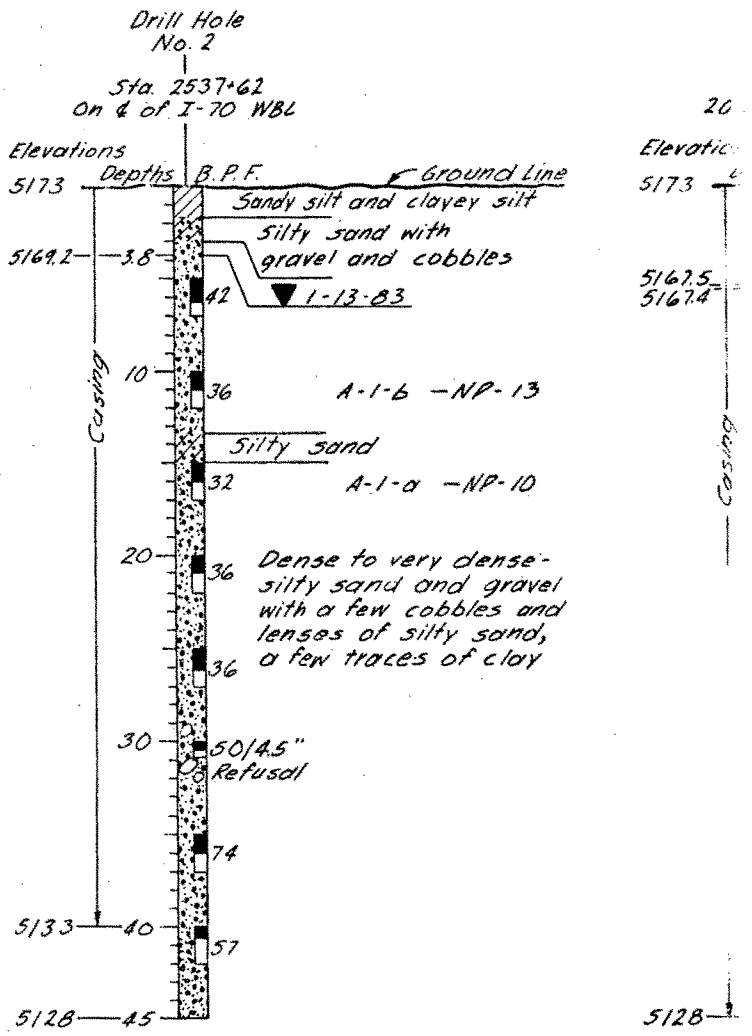 Drill Hole
No. 2
Sta. 2537+62
On ℄ of I-70 WBL
Elevations
Depths B.P.F.
Ground Line
5173
Sandy silt and clayey silt
Silty sand with
gravel and cobbles
5169.2 3.8
42
1-13-83
Casing
10
36
A-1-b -NP-13
Silty sand
32
A-1-a -NP-10
20
36
Dense to very dense-
silty sand and gravel
with a few cobbles and
lenses of silty sand,
a few traces of clay
36
30
50/4.5"
Refusal
74
5133 40
57
5128 45
20
Elevatic
5173
5167.5
5167.4
Casing
5128